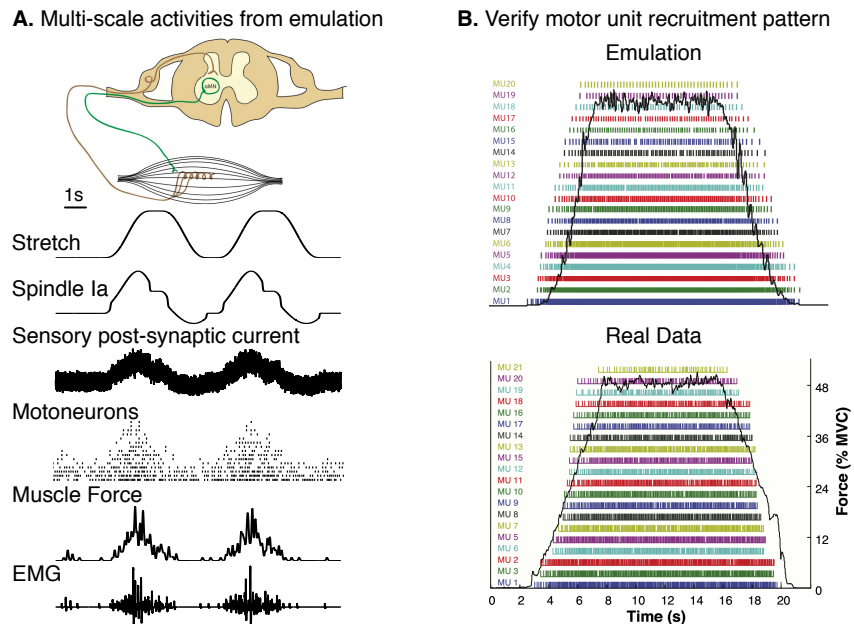 A. Multi-scale activities from emulation
αMN
1s
Stretch
Spindle Ia
Sensory post-synaptic current
Motoneurons
Muscle Force
EMG
B. Verify motor unit recruitment pattern
Emulation
MU20
MU19
MU18
MU17
MU16
MU15
MU14
MU13
MU12
MU11
MU10
MU9
MU8
MU7
MU6
MU5
MU4
MU3
MU2
MU1
Real Data
MU 21
MU 20
MU 19
MU 18
MU 16
MU 17
MU 14
MU 13
MU 15
MU 12
MU 11
MU 10
MU 9
MU 8
MU 7
MU 5
MU 6
MU 2
MU 3
MU 1
48
36
24
12
0
Force (% MVC)
0 2 4 6 8 10 12 14 16 18 20
Time (s)